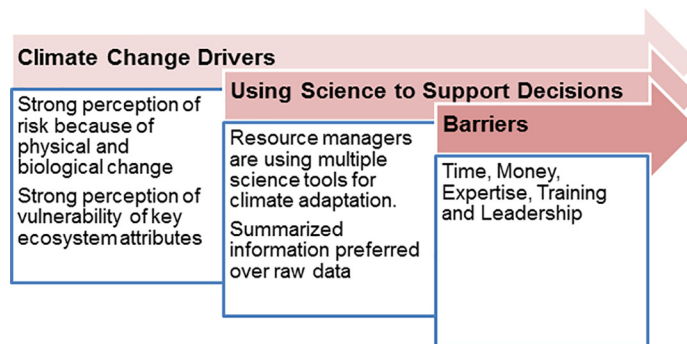 Climate Change Drivers
Strong perception of
risk because of
physical and
biological change
Strong perception of
vulnerability of key
ecosystem attributes
Using Science to Support Decisions
Resource managers
are using multiple
science tools for
climate adaptation.
Summarized
information preferred
over raw data
Barriers
Time, Money,
Expertise, Training
and Leadership